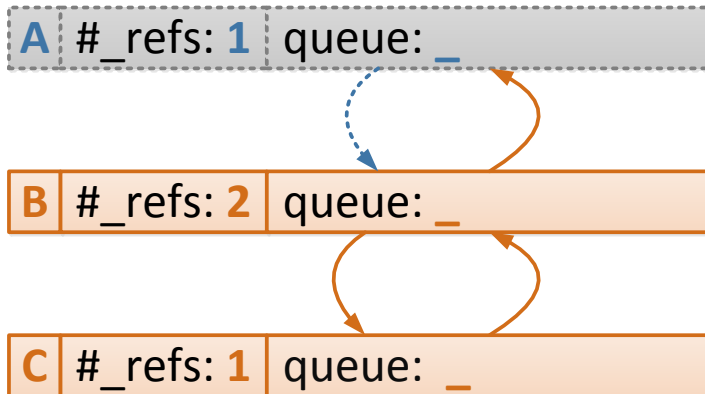 A #_refs: 1 queue: _
B #_refs: 2 queue: _
C #_refs: 1 queue: _